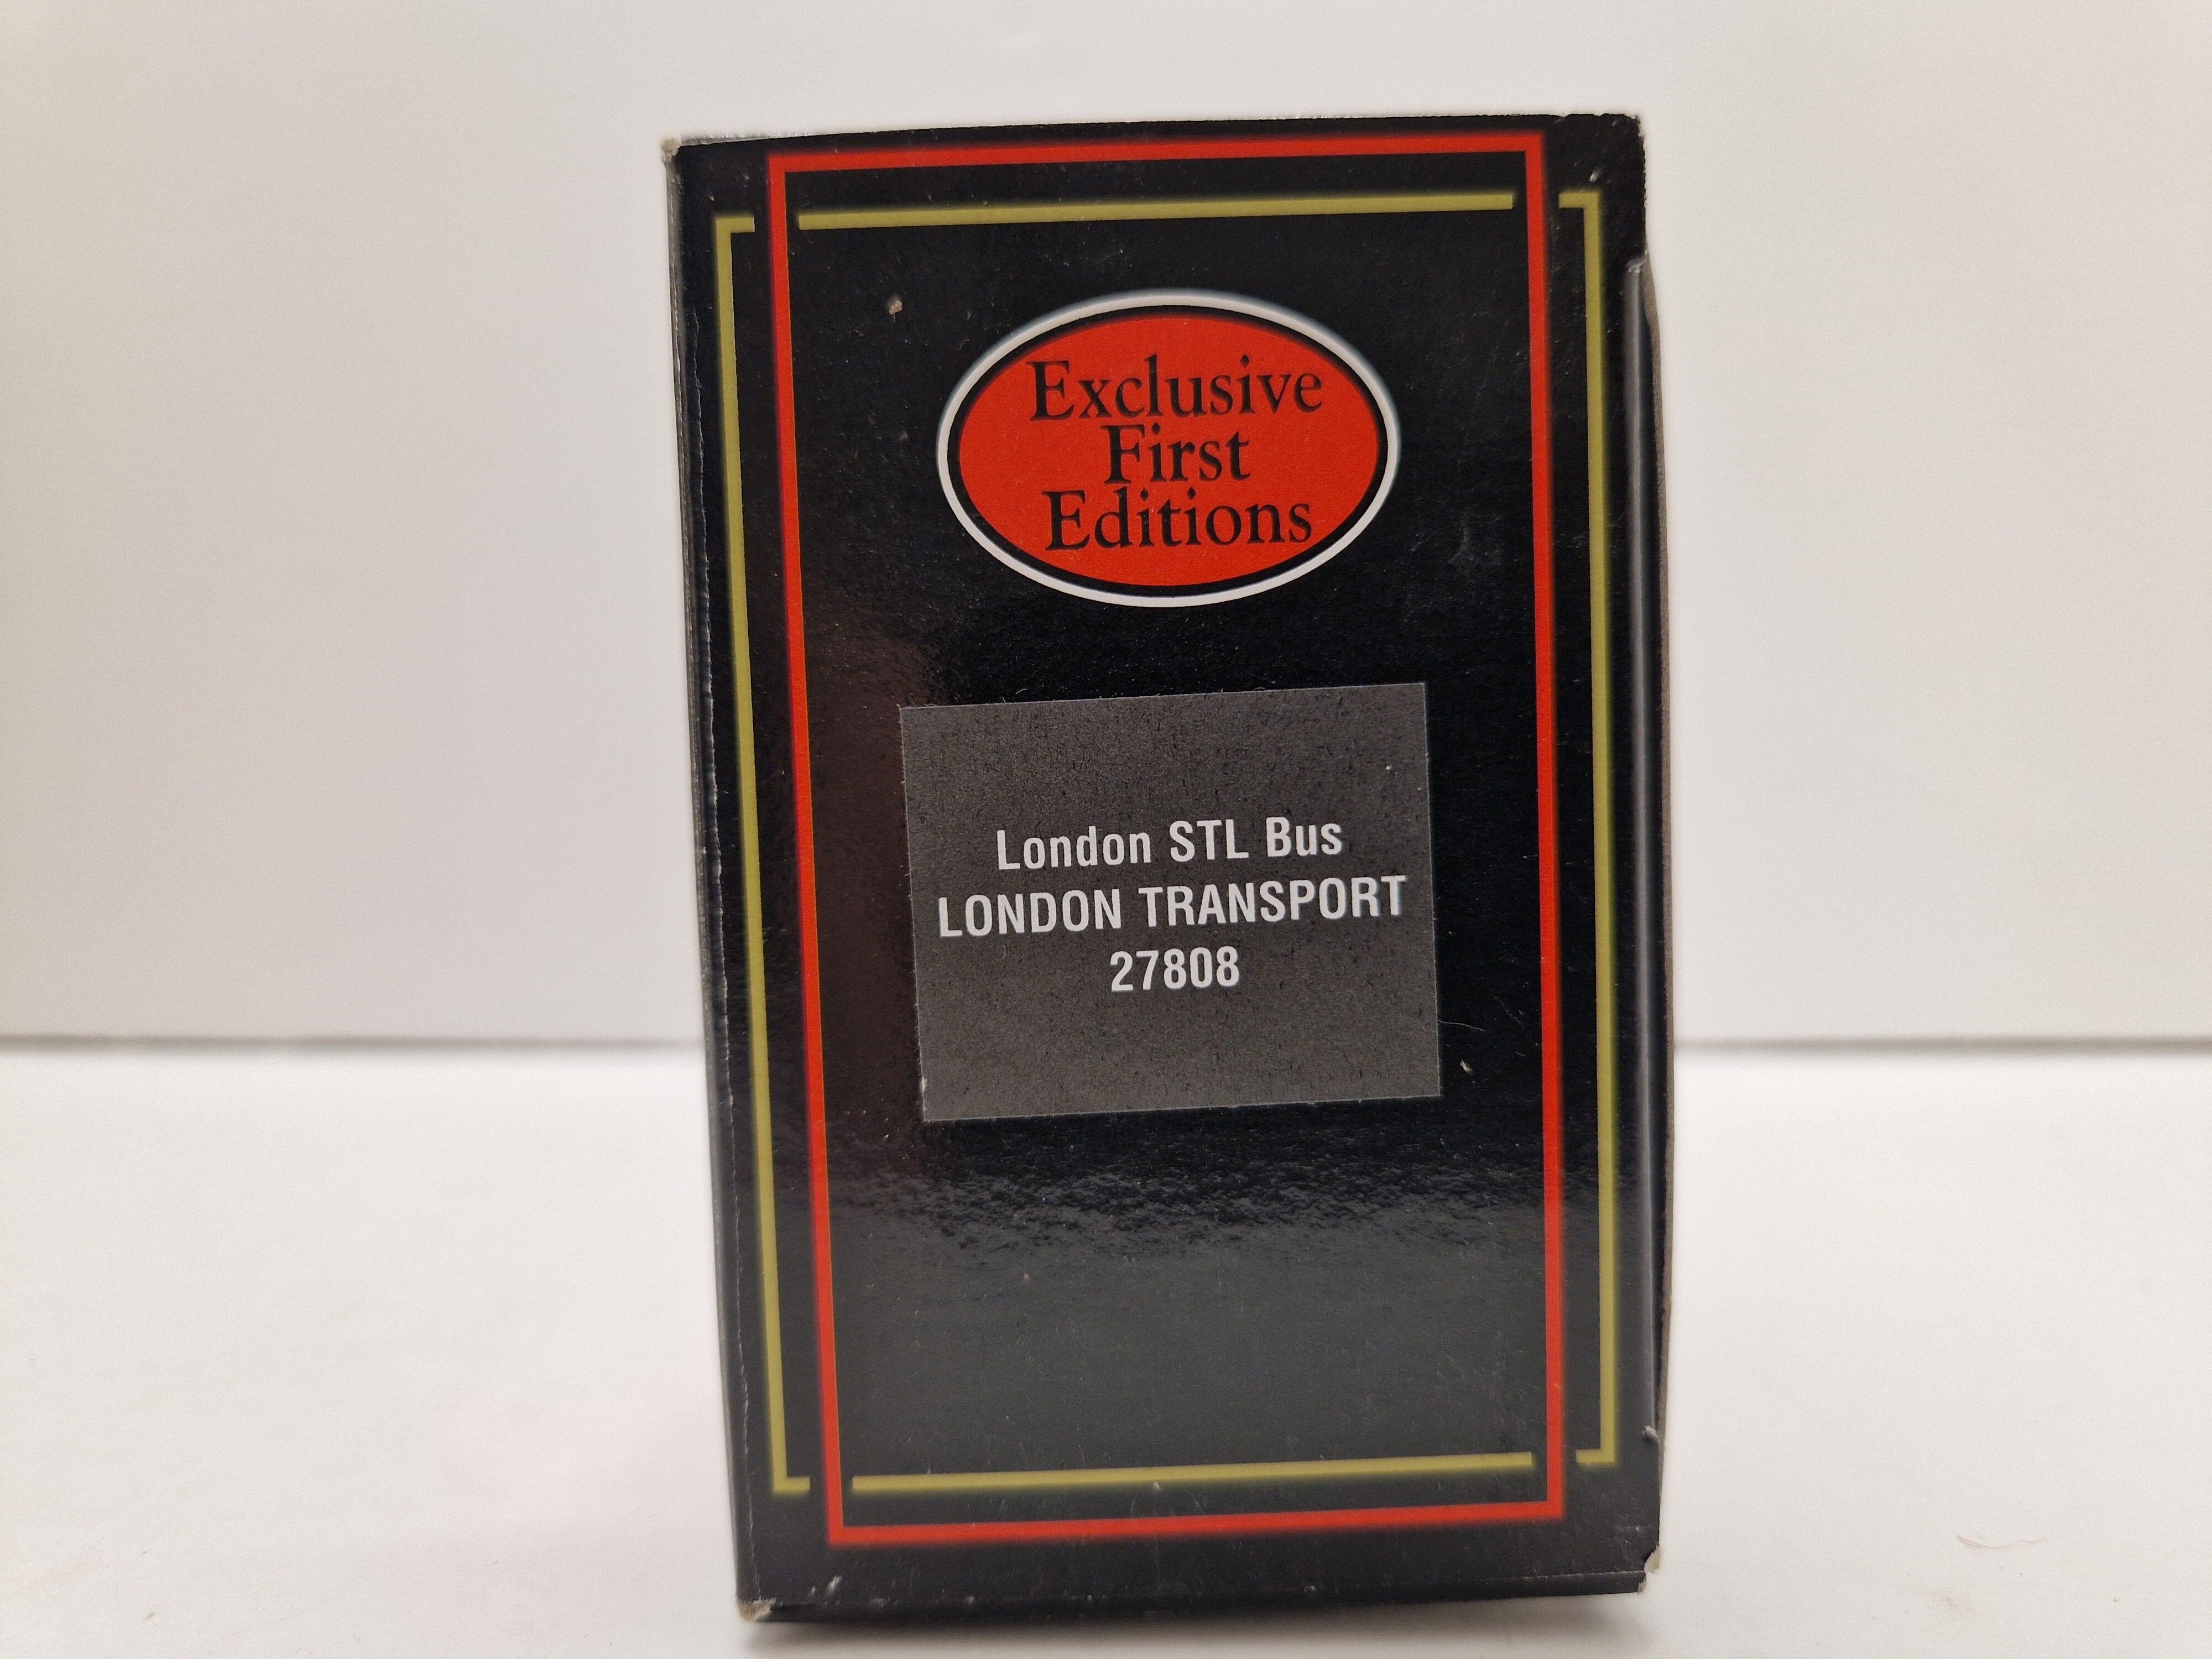 Exclusive
First
Editions
London STL Bus
LONDON TRANSPORT
27808